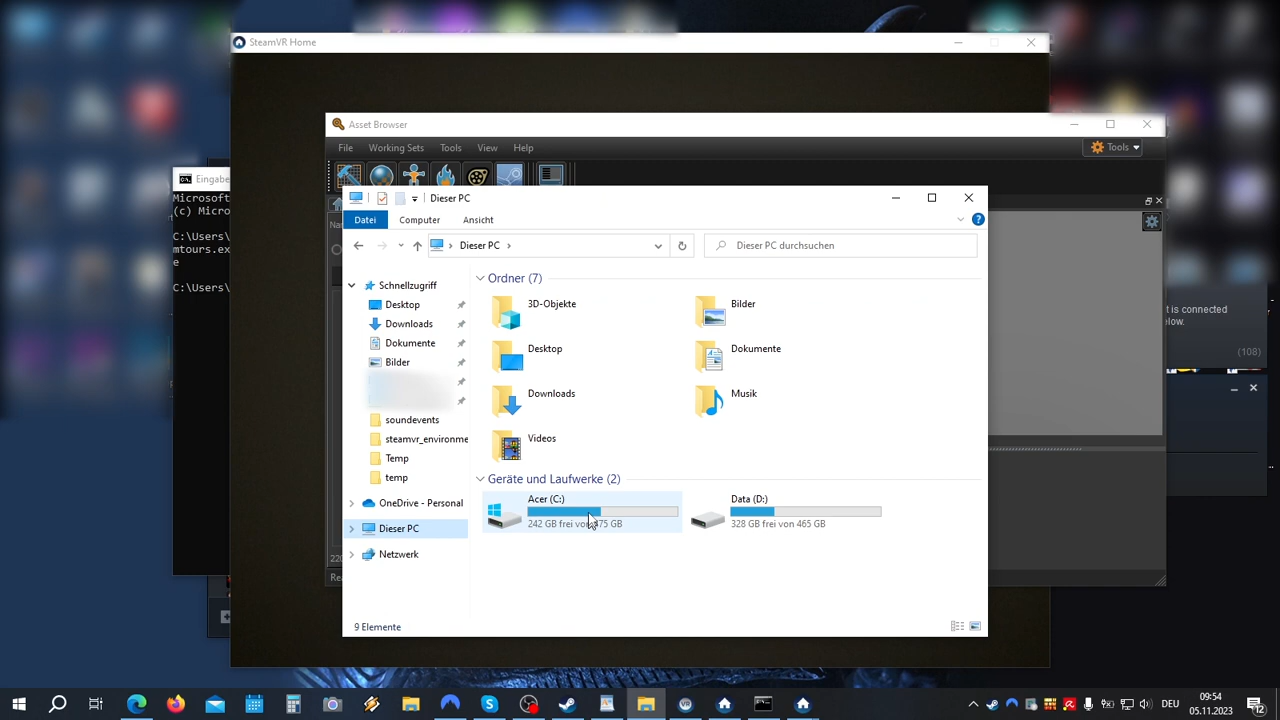 SteamVR Home
Asset Browser
File Working Sets Tools View Help
Tools
Eingabe
Microsoft
(c) Micro
C:\Users\
mtours.ex
e
C:\Users\
Dieser PC
Datei Computer Ansicht
Dieser PC
Dieser PC durchsuchen
Schnellzugriff
Desktop
Downloads
Dokumente
Bilder
soundevents
steamvr_environme
Temp
temp
OneDrive - Personal
Dieser PC
Netzwerk
Ordner (7)
3D-Objekte
Bilder
Desktop
Dokumente
Downloads
Musik
Videos
Geräte und Laufwerke (2)
Acer (C:)
242 GB frei von 475 GB
Data (D:)
328 GB frei von 465 GB
9 Elemente
t is connected
low.
(108)
220
Rea
DEU
09:54
05.11.2023
12